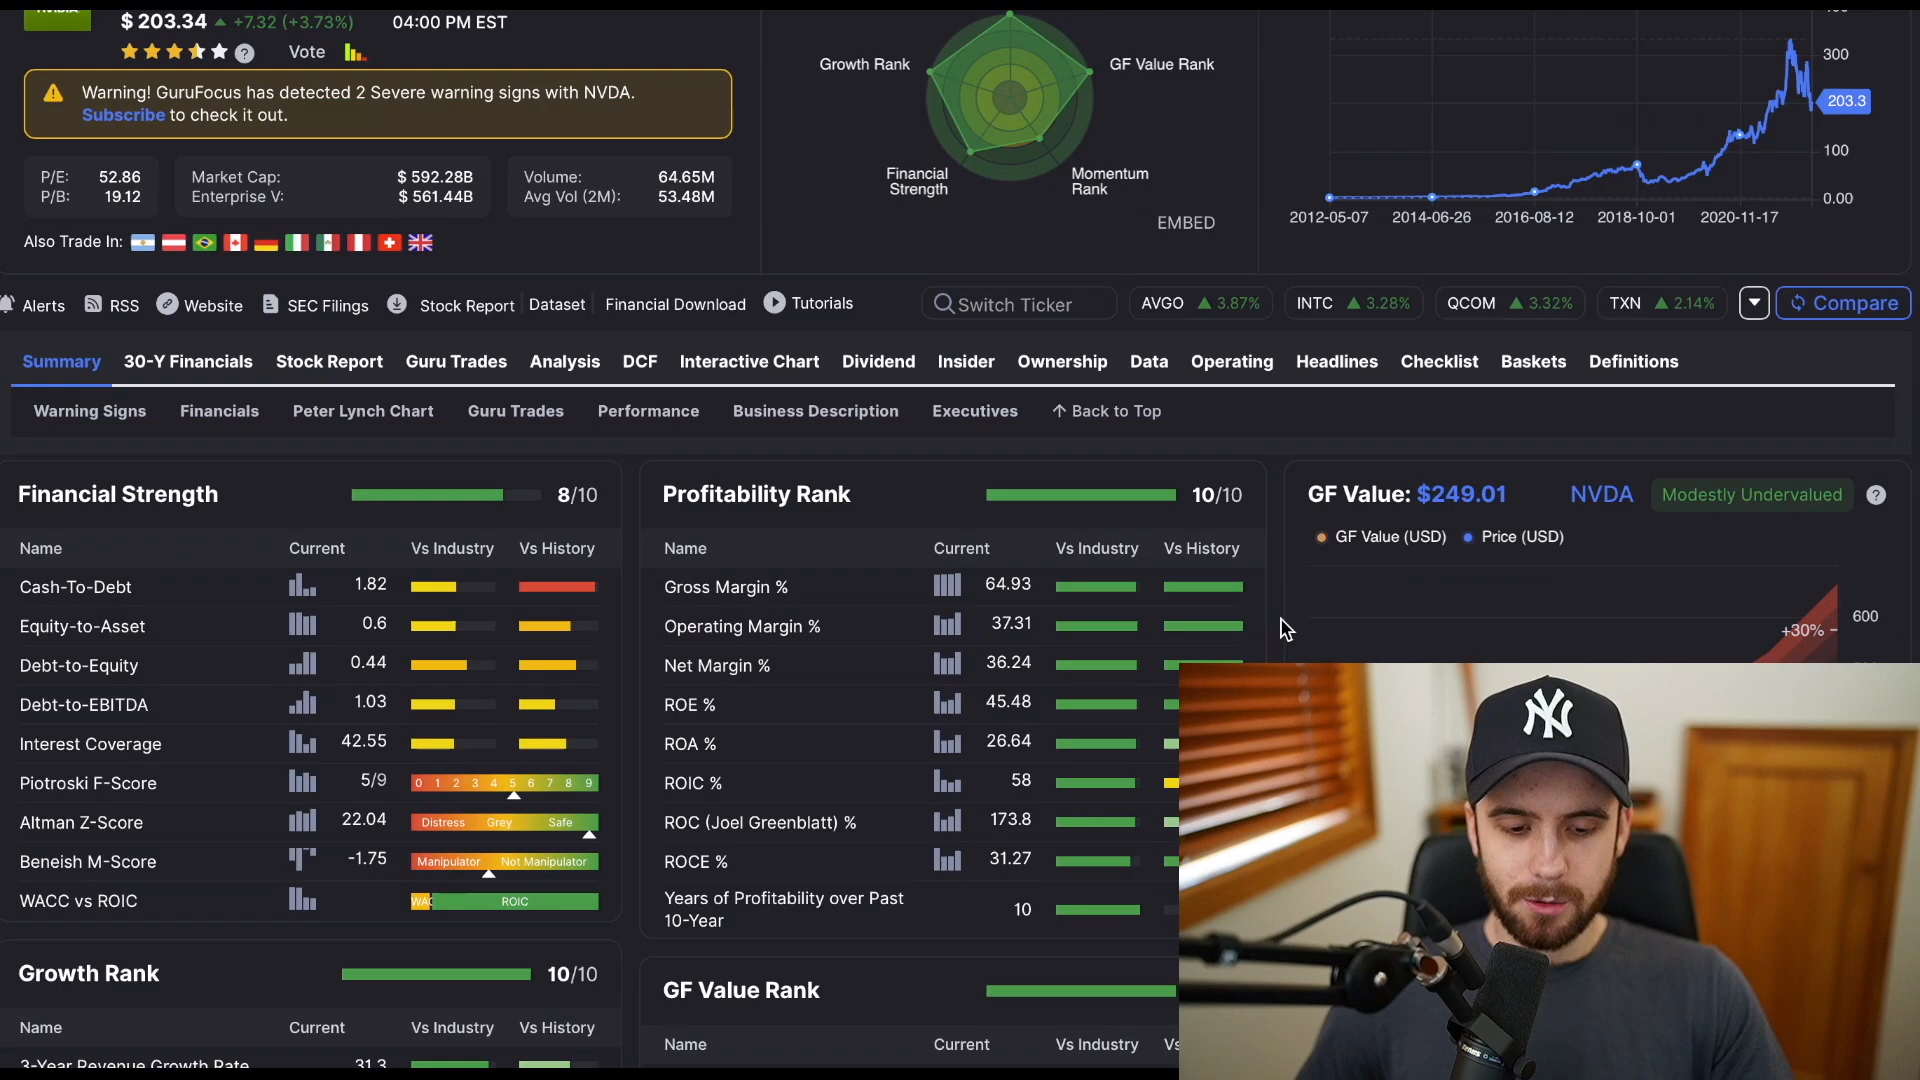 $ 203.34 +7.32 (+3.73%) 04:00 PM EST
? Vote
Warning! GuruFocus has detected 2 Severe warning signs with NVDA.
Subscribe to check it out.
P/E: 52.86
P/B: 19.12
Market Cap: $ 592.28B
Enterprise V: $ 561.44B
Volume: 64.65M
Avg Vol (2M): 53.48M
Also Trade In:
Growth Rank
GF Value Rank
Financial
Strength
Momentum
Rank
EMBED
300
203.3
100
0.00
2012-05-07 2014-06-26 2016-08-12 2018-10-01 2020-11-17
Alerts RSS Website SEC Filings Stock Report Dataset Financial Download Tutorials
Switch Ticker AVGO 3.87% INTC 3.28% QCOM 3.32% TXN 2.14% Compare
Summary 30-Y Financials Stock Report Guru Trades Analysis DCF Interactive Chart Dividend Insider Ownership Data Operating Headlines Checklist Baskets Definitions
Warning Signs Financials Peter Lynch Chart Guru Trades Performance Business Description Executives ↑ Back to Top
Financial Strength 8/10
Name Current Vs Industry Vs History
Cash-To-Debt 1.82
Equity-to-Asset 0.6
Debt-to-Equity 0.44
Debt-to-EBITDA 1.03
Interest Coverage 42.55
Piotroski F-Score 5/9 0 1 2 3 4 5 6 7 8 9
Altman Z-Score 22.04 Distress Grey Safe
Beneish M-Score -1.75 Manipulator Not Manipulator
WACC vs ROIC WAC ROIC
Growth Rank 10/10
Name Current Vs Industry Vs History
3-Year Revenue Growth Rate 31.3
Profitability Rank 10/10
Name Current Vs Industry Vs History
Gross Margin % 64.93
Operating Margin % 37.31
Net Margin % 36.24
ROE % 45.48
ROA % 26.64
ROIC % 58
ROC (Joel Greenblatt) % 173.8
ROCE % 31.27
Years of Profitability over Past
10-Year 10
GF Value Rank
Name Current Vs Industry
GF Value: $249.01 NVDA Modestly Undervalued ?
GF Value (USD) Price (USD)
600
+30%
NY